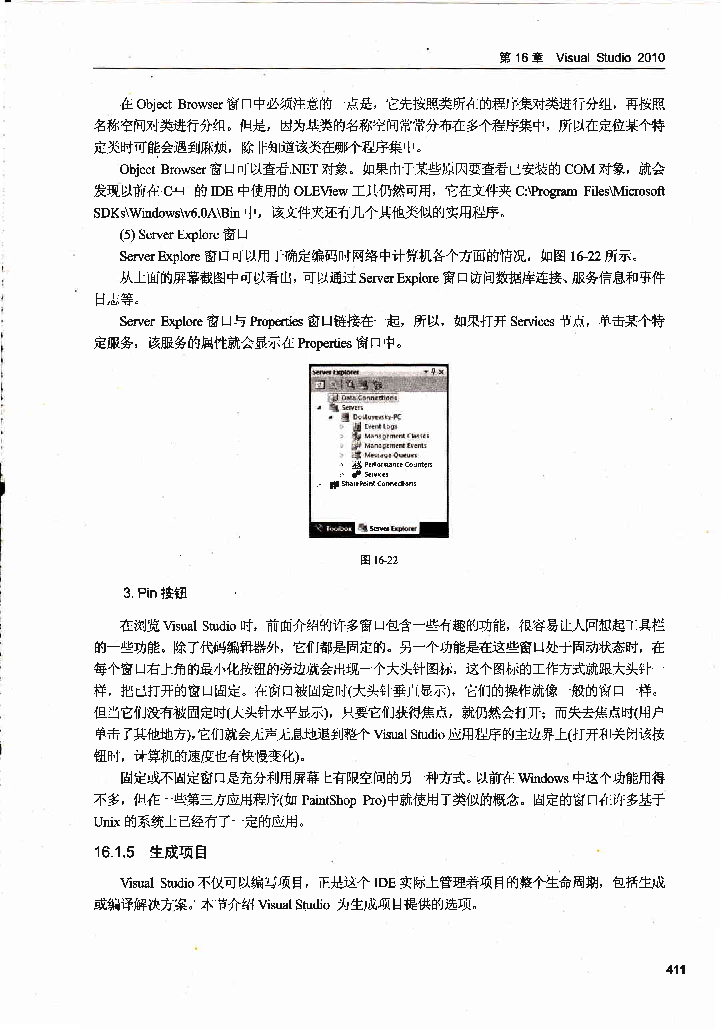 第 16 章 Visual Studio 2010
在 Object Browser 窗口中必须注意的一点是，它先按照类所在的程序集对类进行分组，再按照
名称空间对类进行分组。但是，因为某类的名称空间常常分布在多个程序集中，所以在定位某个特
定类时可能会遇到麻烦，除非知道该类在哪个程序集中。
Object Browser 窗口可以查看.NET 对象。如果由于某些原因要查看已安装的 COM 对象，就会
发现以前在 C++ 的 IDE 中使用的 OLEView 工具仍然可用，它在文件夹 C:\Program Files\Microsoft
SDKs\Windows\v6.0A\Bin 中，该文件夹还有几个其他类似的实用程序。
(5) Server Explore 窗口
Server Explore 窗口可以用于确定编码时网络中计算机各个方面的情况，如图 16-22 所示。
从上面的屏幕截图中可以看出，可以通过 Server Explore 窗口访问数据库连接、服务信息和事件
日志等。
Server Explore 窗口与 Properties 窗口链接在一起，所以，如果打开 Services 节点，单击某个特
定服务，该服务的属性就会显示在 Properties 窗口中。
Server Explorer
Data Connections
Servers
Dostoyevsky-PC
Event Logs
Management Classes
Management Events
Message Queues
Performance Counters
Services
SharePoint Connections
Toolbox Server Explorer
图 16-22
3. Pin 按钮
在浏览 Visual Studio 时，前面介绍的许多窗口包含一些有趣的功能，很容易让人回想起工具栏
的一些功能。除了代码编辑器外，它们都是固定的。另一个功能是在这些窗口处于固动状态时，在
每个窗口右上角的最小化按钮的旁边就会出现一个大头针图标，这个图标的工作方式就跟大头针一
样，把已打开的窗口固定。在窗口被固定时(大头针垂直显示)，它们的操作就像一般的窗口一样。
但当它们没有被固定时(大头针水平显示)，只要它们获得焦点，就仍然会打开；而失去焦点时(用户
单击了其他地方)，它们就会无声无息地退到整个 Visual Studio 应用程序的主边界上(打开和关闭该按
钮时，计算机的速度也有快慢变化)。
固定或不固定窗口是充分利用屏幕上有限空间的另一种方式。以前在 Windows 中这个功能用得
不多，但在一些第三方应用程序(如 PaintShop Pro)中就使用了类似的概念。固定的窗口在许多基于
Unix 的系统上已经有了一定的应用。
16.1.5 生成项目
Visual Studio 不仅可以编写项目，正是这个 IDE 实际上管理着项目的整个生命周期，包括生成
或编译解决方案。本节介绍 Visual Studio 为生成项目提供的选项。
411